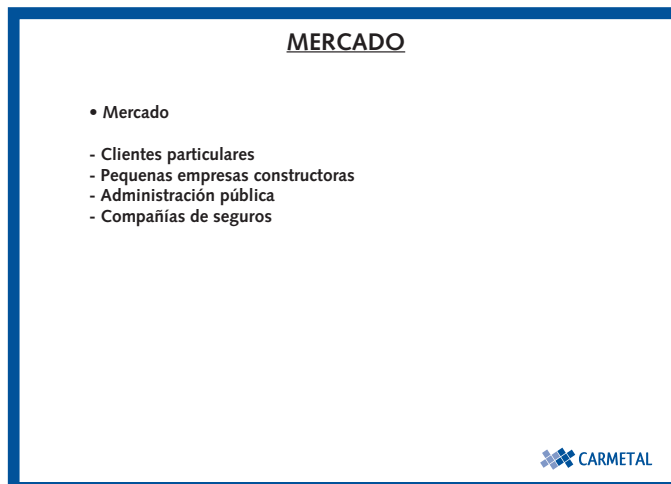 MERCADO
• Mercado
- Clientes particulares
- Pequenas empresas constructoras
- Administración pública
- Compañías de seguros
CARMETAL